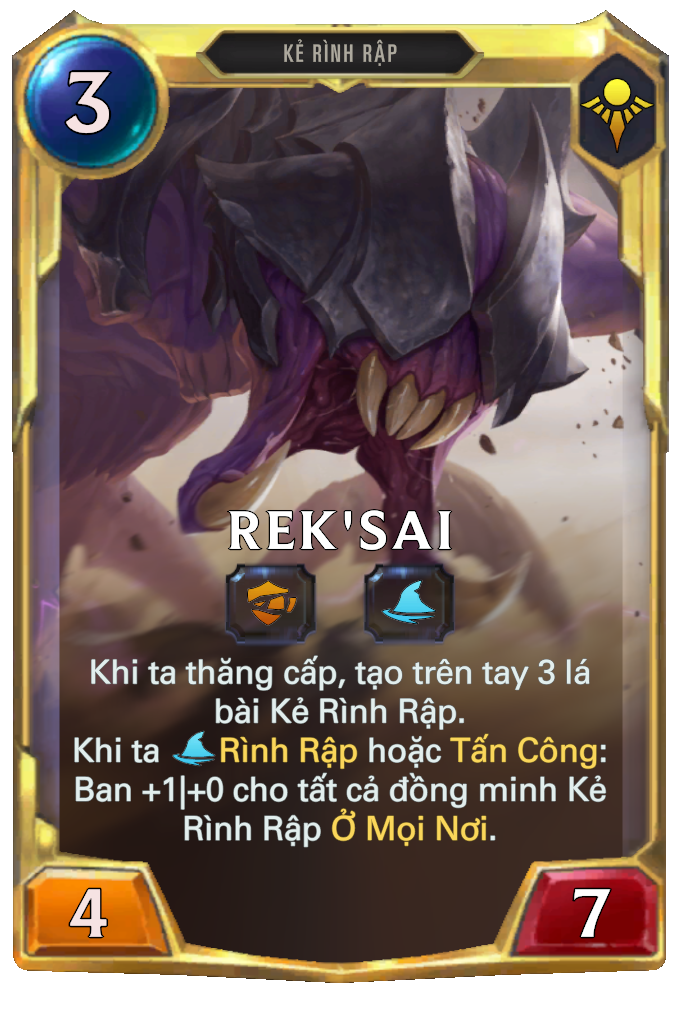 KẺ RÌNH RẬP
3
REK'SAI
Khi ta thăng cấp, tạo trên tay 3 lá
bài Kẻ Rình Rập.
Khi ta Rình Rập hoặc Tấn Công:
Ban +1|+0 cho tất cả đồng minh Kẻ
Rình Rập Ở Mọi Nơi.
4
7